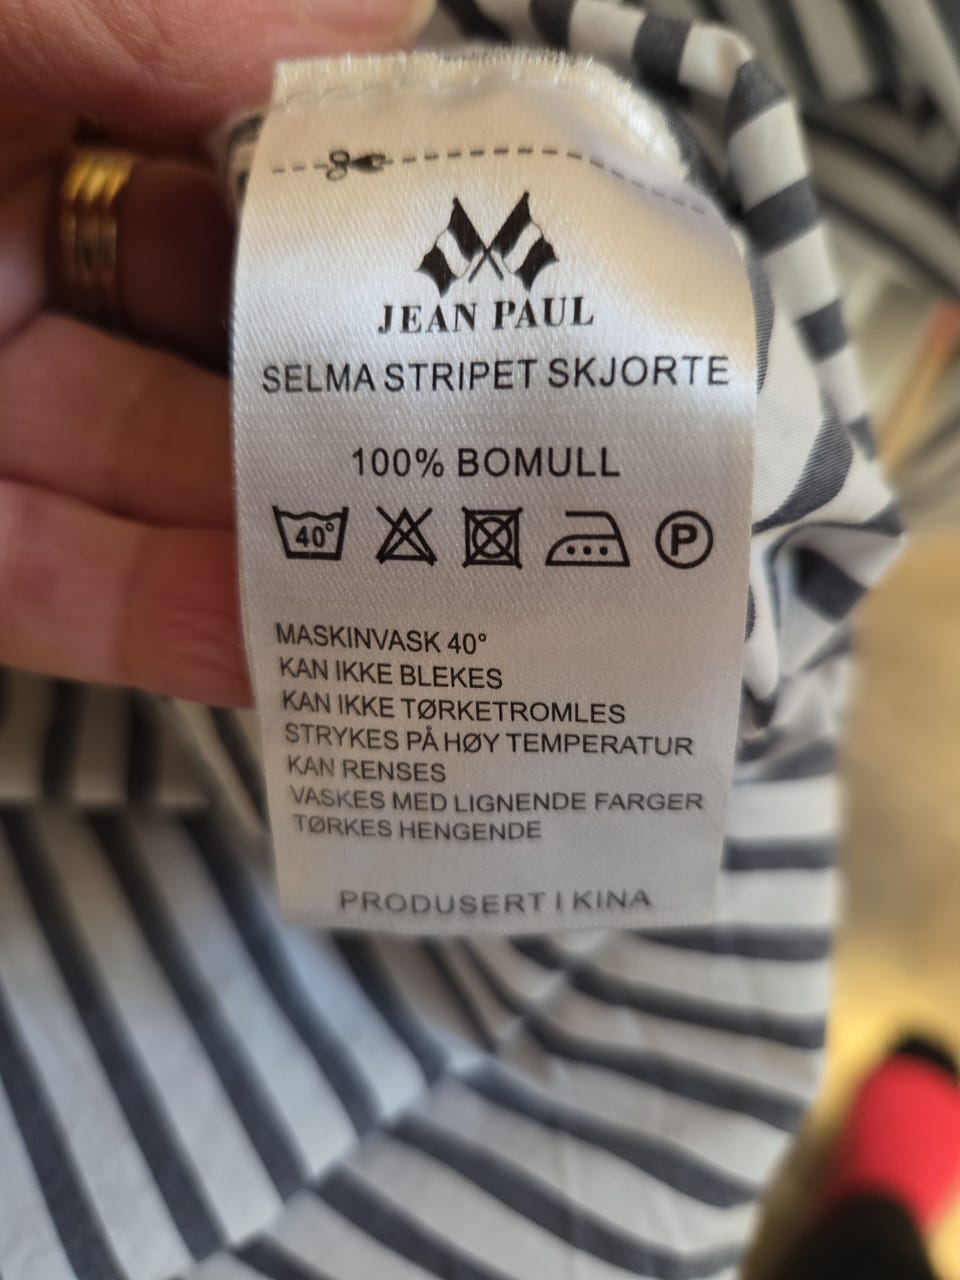 JEAN PAUL
SELMA STRIPET SKJORTE
100% BOMULL
40°
P
MASKINVASK 40°
KAN IKKE BLEKES
KAN IKKE TØRKETROMLES
STRYKES PÅ HØY TEMPERATUR
KAN RENSES
VASKES MED LIGNENDE FARGER
TØRKES HENGENDE
PRODUSERT I KINA